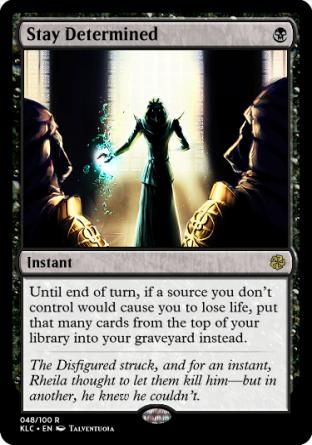 Stay Determined
Instant
Until end of turn, if a source you don't
control would cause you to lose life, put
that many cards from the top of your
library into your graveyard instead.
The Disfigured struck, and for an instant,
Rheila thought to let them kill him—but in
another, he knew he couldn't.
048/100 R
KLC • EN TALVENTUOJA